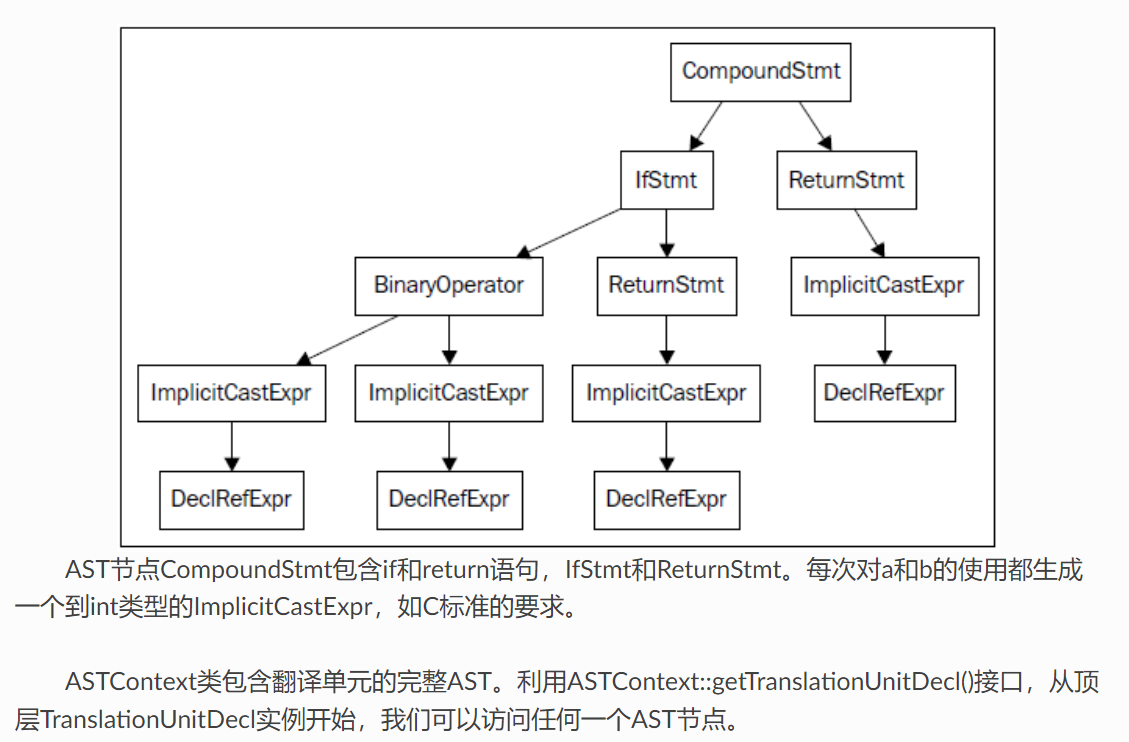 CompoundStmt
IfStmt
ReturnStmt
BinaryOperator
ReturnStmt
ImplicitCastExpr
ImplicitCastExpr
ImplicitCastExpr
ImplicitCastExpr
DeclRefExpr
DeclRefExpr
DeclRefExpr
DeclRefExpr
AST节点CompoundStmt包含if和return语句，IfStmt和ReturnStmt。每次对a和b的使用都生成
一个到int类型的ImplicitCastExpr，如C标准的要求。
ASTContext类包含翻译单元的完整AST。利用ASTContext::getTranslationUnitDecl()接口，从顶
层TranslationUnitDecl实例开始，我们可以访问任何一个AST节点。